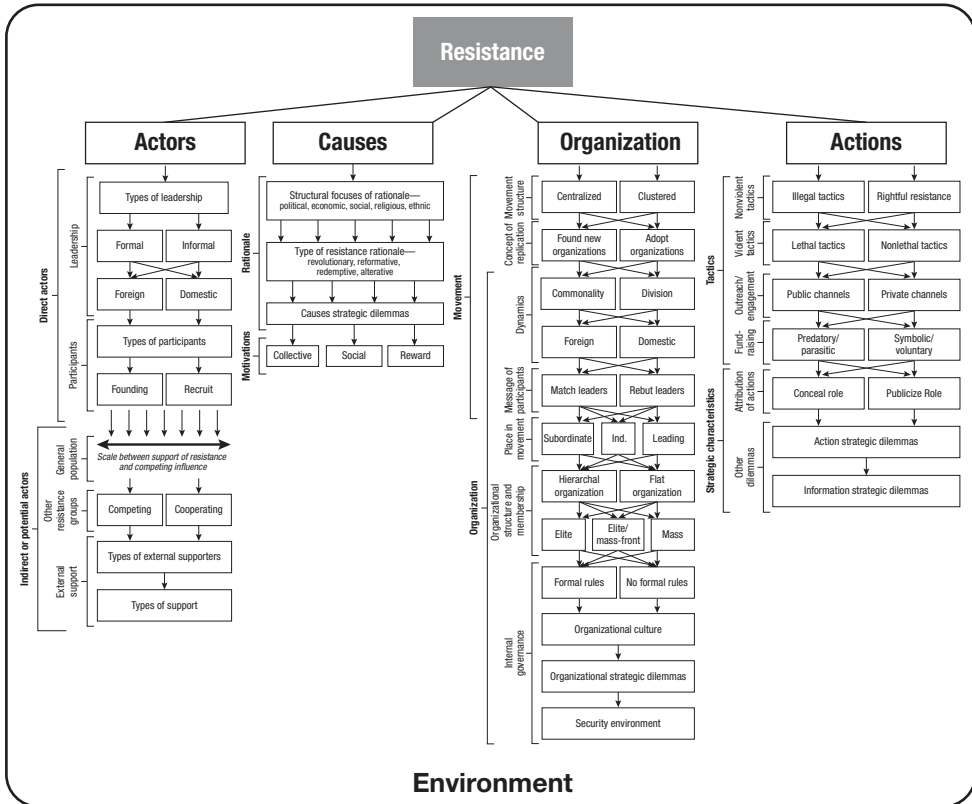 Resistance
Actors
Direct actors
Leadership
Types of leadership
Formal
Informal
Foreign
Domestic
Participants
Types of participants
Founding
Recruit
Indirect or potential actors
General
population
Scale between support of resistance
and competing influence
Other
resistance
groups
Competing
Cooperating
External
support
Types of external supporters
Types of support
Causes
Rationale
Structural focuses of rationale—
political, economic, social, religious, ethnic
Type of resistance rationale—
revolutionary, reformative,
redemptive, alterative
Causes strategic dilemmas
Motivations
Collective
Social
Reward
Organization
Movement
Movement
structure
Centralized
Clustered
Concept of
replication
Found new
organizations
Adopt
organizations
Organization
Dynamics
Commonality
Division
Foreign
Domestic
Message of
participants
Match leaders
Rebut leaders
Place in
movement
Subordinate
Ind.
Leading
Organizational
structure and
membership
Hierarchal
organization
Flat
organization
Elite
Elite/
mass-front
Mass
Internal
governance
Formal rules
No formal rules
Organizational culture
Organizational strategic dilemmas
Security environment
Actions
Tactics
Nonviolent
tactics
Illegal tactics
Rightful resistance
Violent
tactics
Lethal tactics
Nonlethal tactics
Outreach/
engagement
Public channels
Private channels
Fund-
raising
Predatory/
parasitic
Symbolic/
voluntary
Strategic characteristics
Attribution
of actions
Conceal role
Publicize Role
Other
dilemmas
Action strategic dilemmas
Information strategic dilemmas
Environment